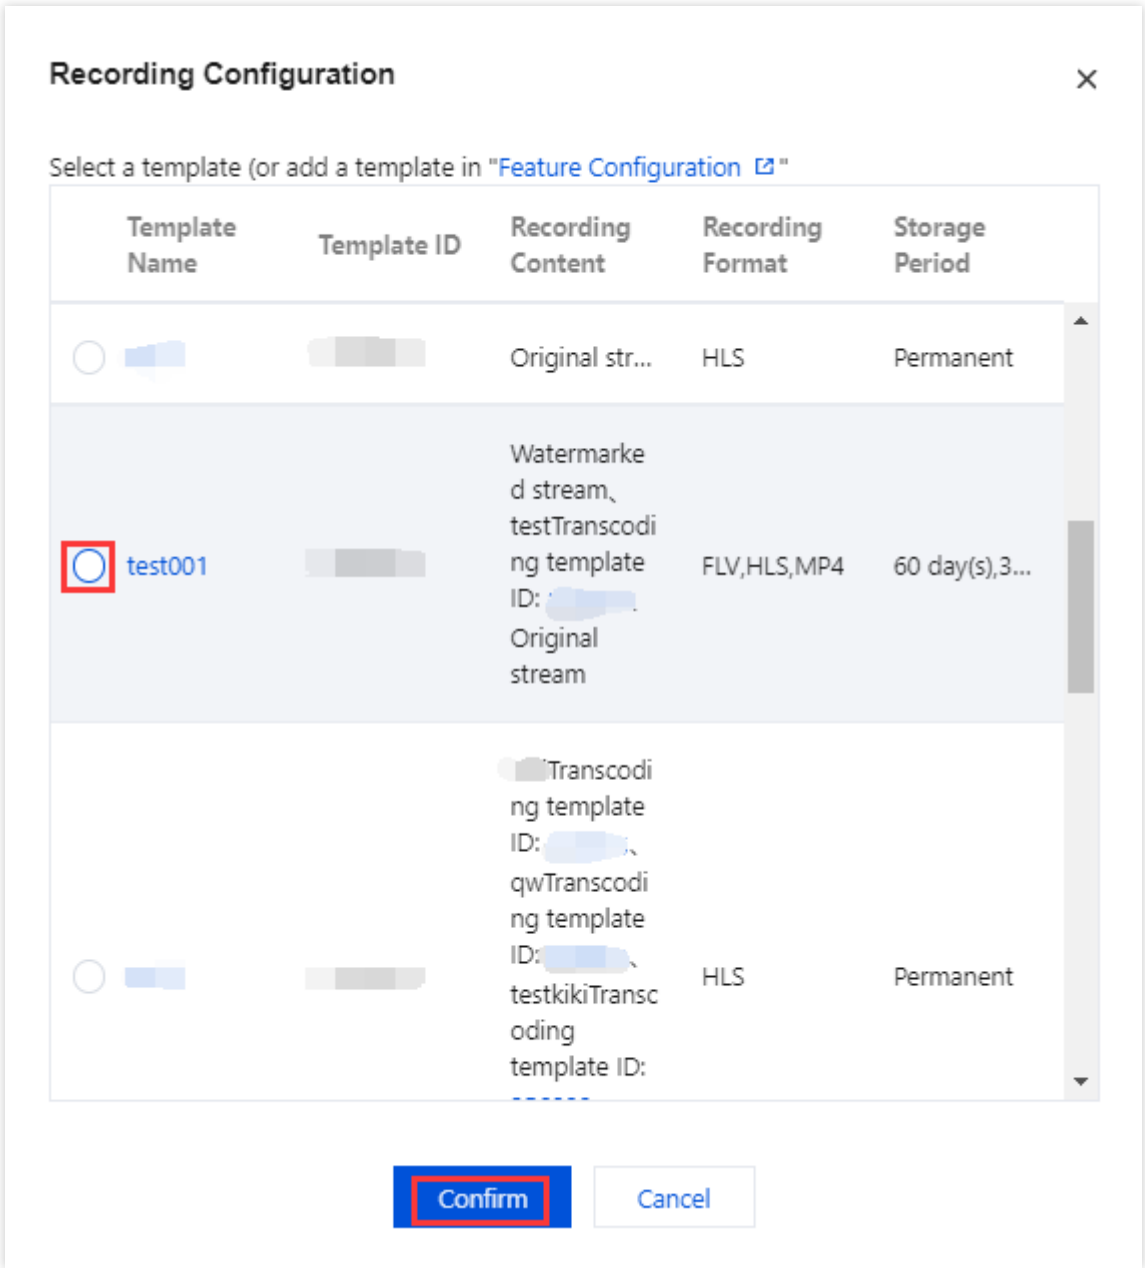 Recording Configuration
Select a template (or add a template in "Feature Configuration "
Template Name
Template ID
Recording Content
Recording Format
Storage Period
Original str...
HLS
Permanent
test001
Watermarke
d stream、
testTranscodi
ng template
ID:
Original
stream
FLV,HLS,MP4
60 day(s),3...
Transcodi
ng template
ID: 、
qwTranscodi
ng template
ID: 、
testkikiTransc
oding
template ID:
HLS
Permanent
Confirm
Cancel